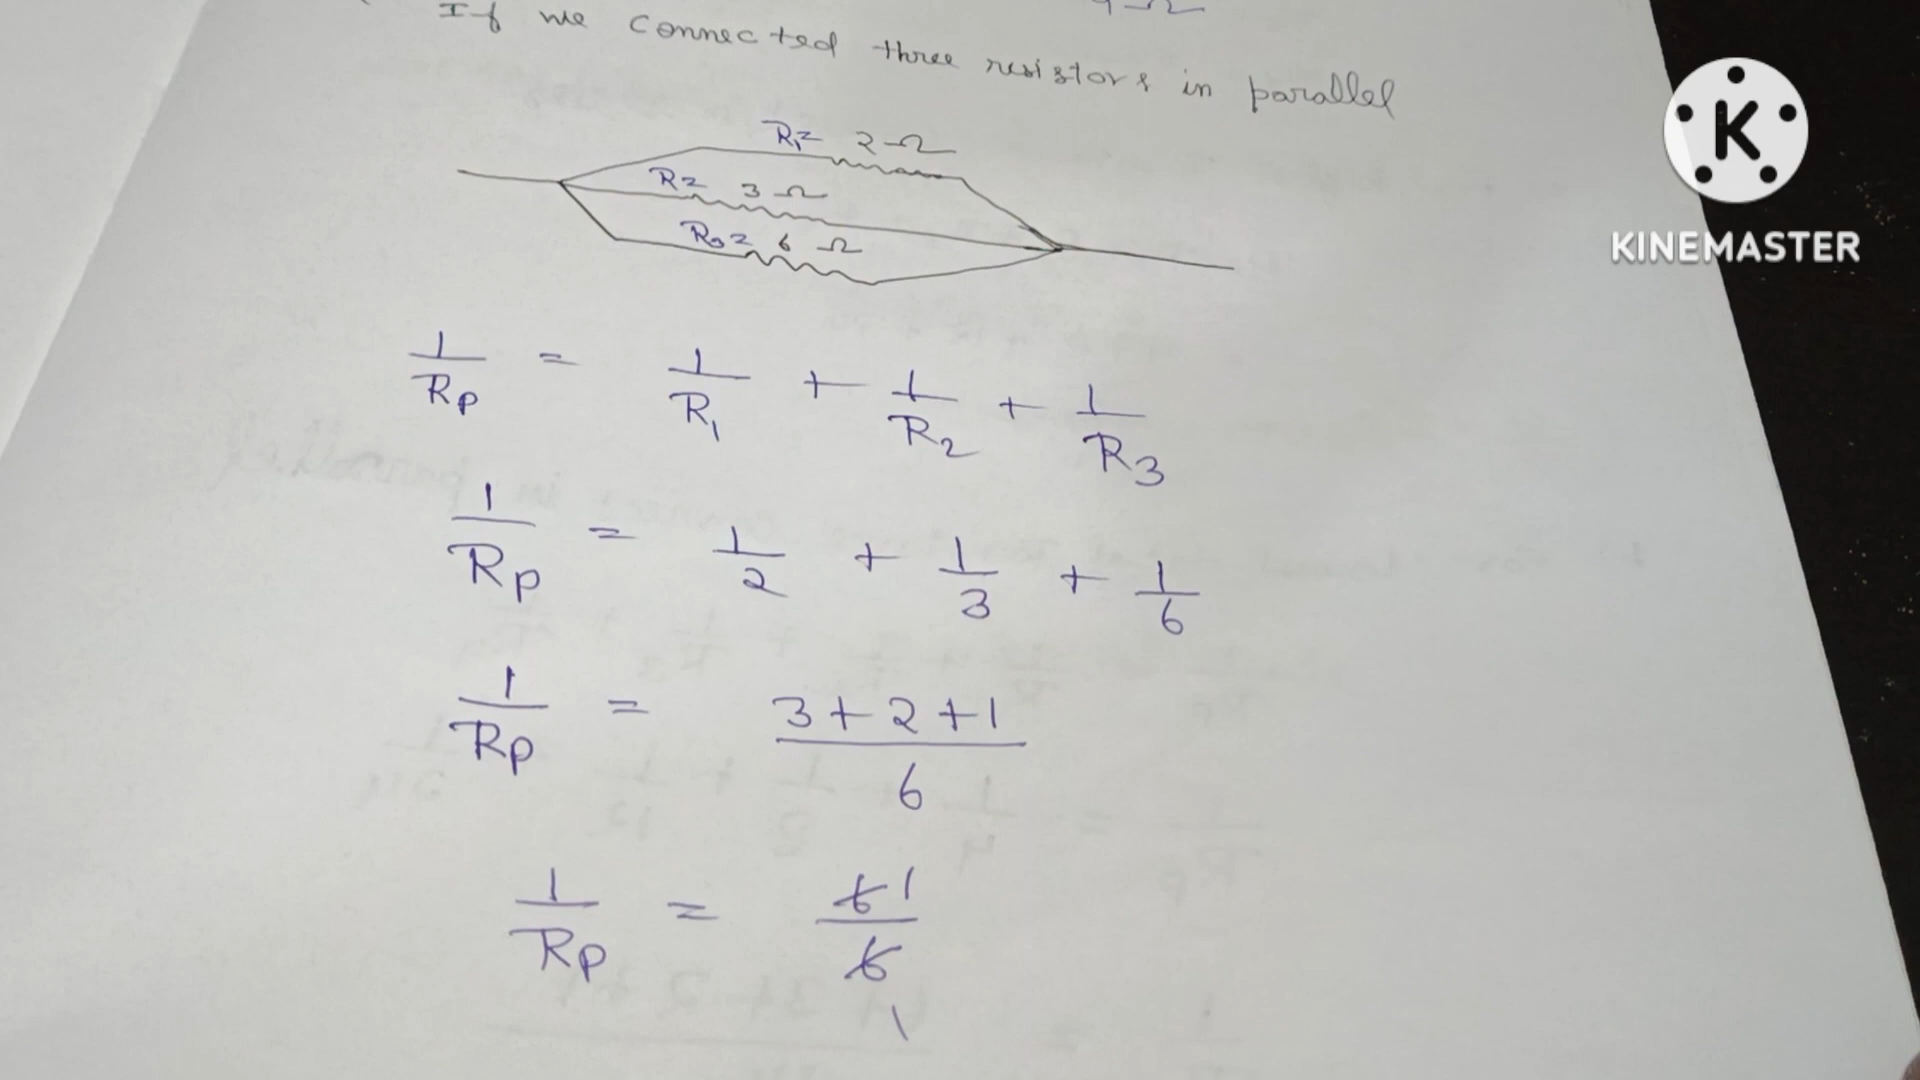 4 Ω
If we connected three resistors in parallel
R₁= 2 Ω
R= 3 Ω
R₃= 6 Ω
K
KINEMASTER
1/Rp = 1/R₁ + 1/R₂ + 1/R₃
1/Rp = 1/2 + 1/3 + 1/6
1/Rp = 3+2+1/6
1/Rp = 6 1/6 1